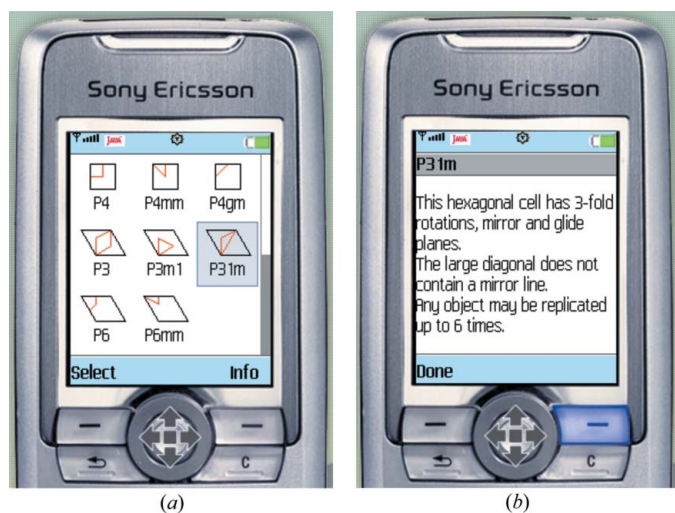 Sony Ericsson
Java
P4 P4mm P4gm
P3 P3m1 P31m
P6 P6mm
Select Info
C
(a)
Sony Ericsson
Java
P31m
This hexagonal cell has 3-fold
rotations, mirror and glide
planes.
The large diagonal does not
contain a mirror line.
Any object may be replicated
up to 6 times.
Done
C
(b)